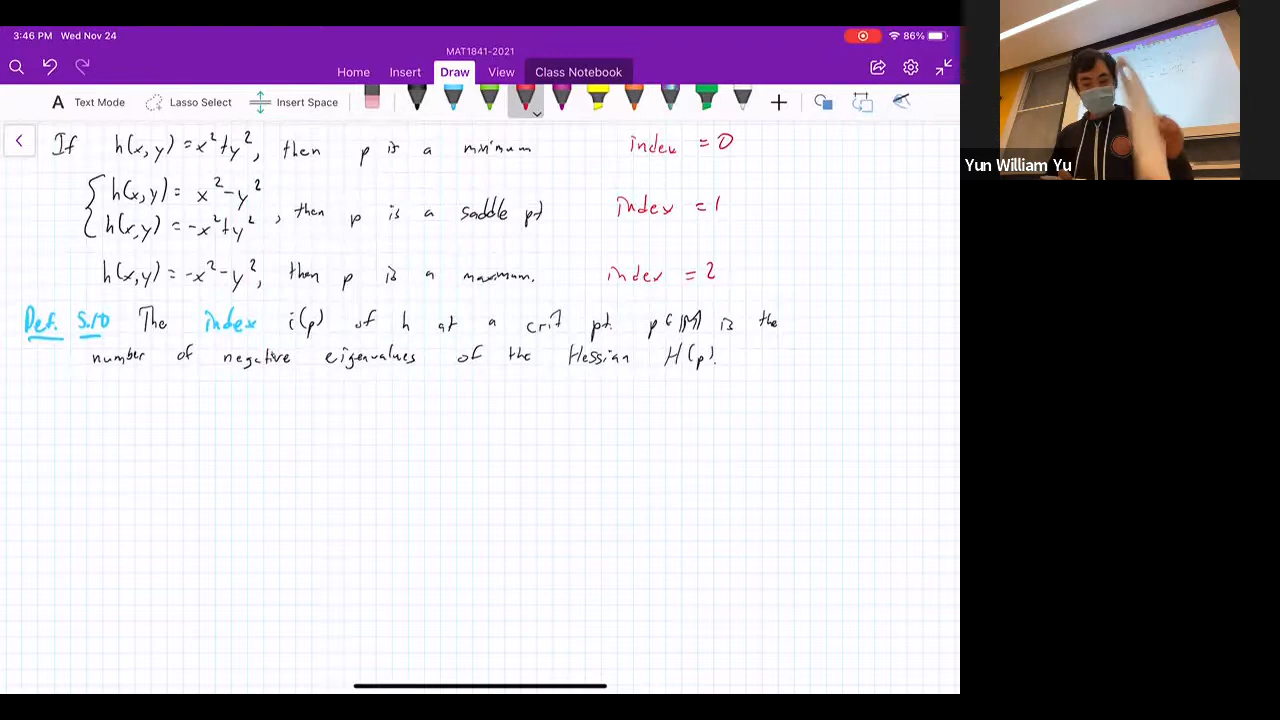 3:46 PM Wed Nov 24
86%
MAT1841-2021
Home Insert Draw View Class Notebook
A Text Mode Lasso Select Insert Space
If h(x,y) = x²+y², then p is a minimum index = 0
h(x,y) = x²-y²
h(x,y) = -x²+y², then p is a saddle pt index = 1
h(x,y) = -x²-y², then p is a maximum. index = 2
Def. 5.10 The index i(p) of h at a crit pt. p∈|M| is the
number of negative eigenvalues of the Hessian H(p).
Yun William Yu